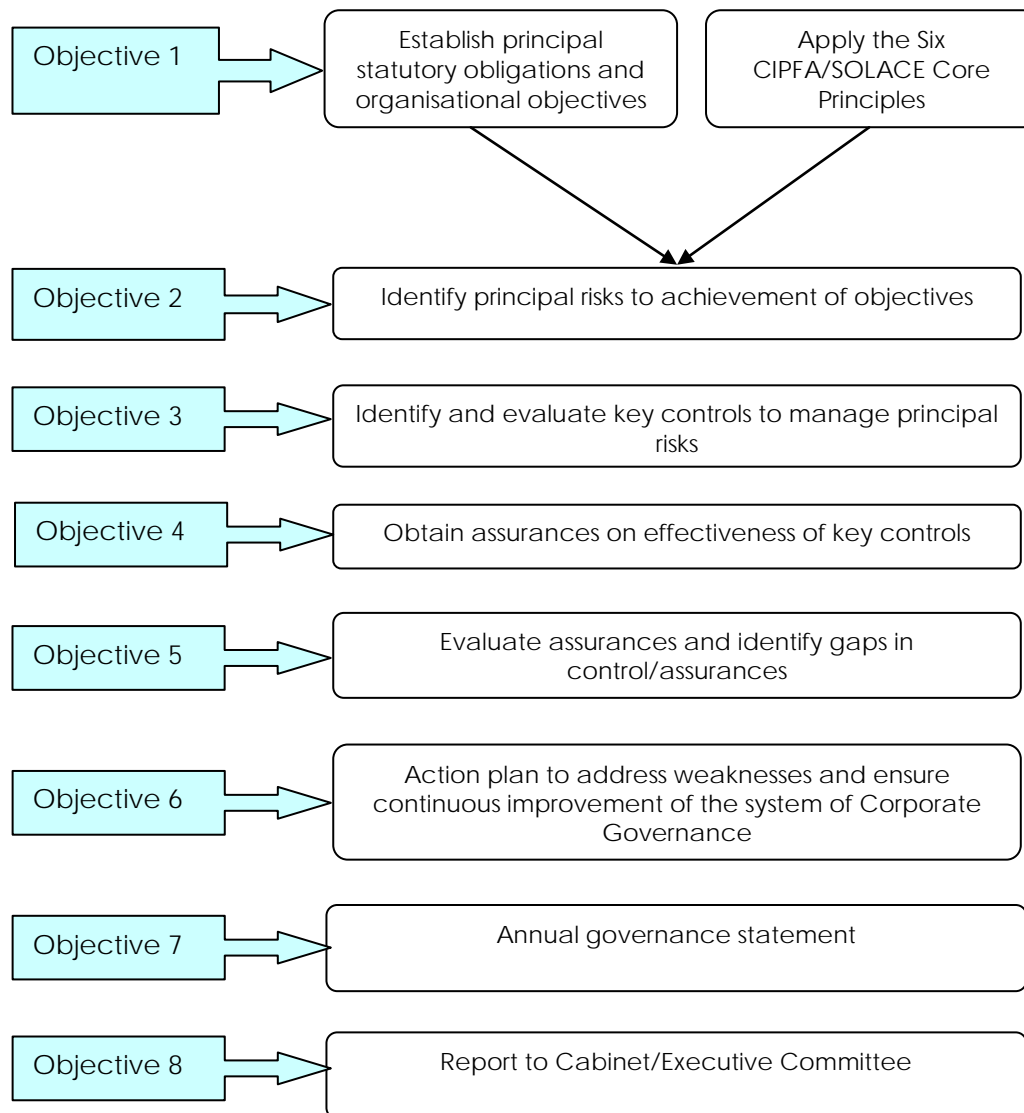 Objective 1
Establish principal
statutory obligations and
organisational objectives
Apply the Six
CIPFA/SOLACE Core
Principles
Objective 2
Identify principal risks to achievement of objectives
Objective 3
Identify and evaluate key controls to manage principal
risks
Objective 4
Obtain assurances on effectiveness of key controls
Objective 5
Evaluate assurances and identify gaps in
control/assurances
Objective 6
Action plan to address weaknesses and ensure
continuous improvement of the system of Corporate
Governance
Objective 7
Annual governance statement
Objective 8
Report to Cabinet/Executive Committee